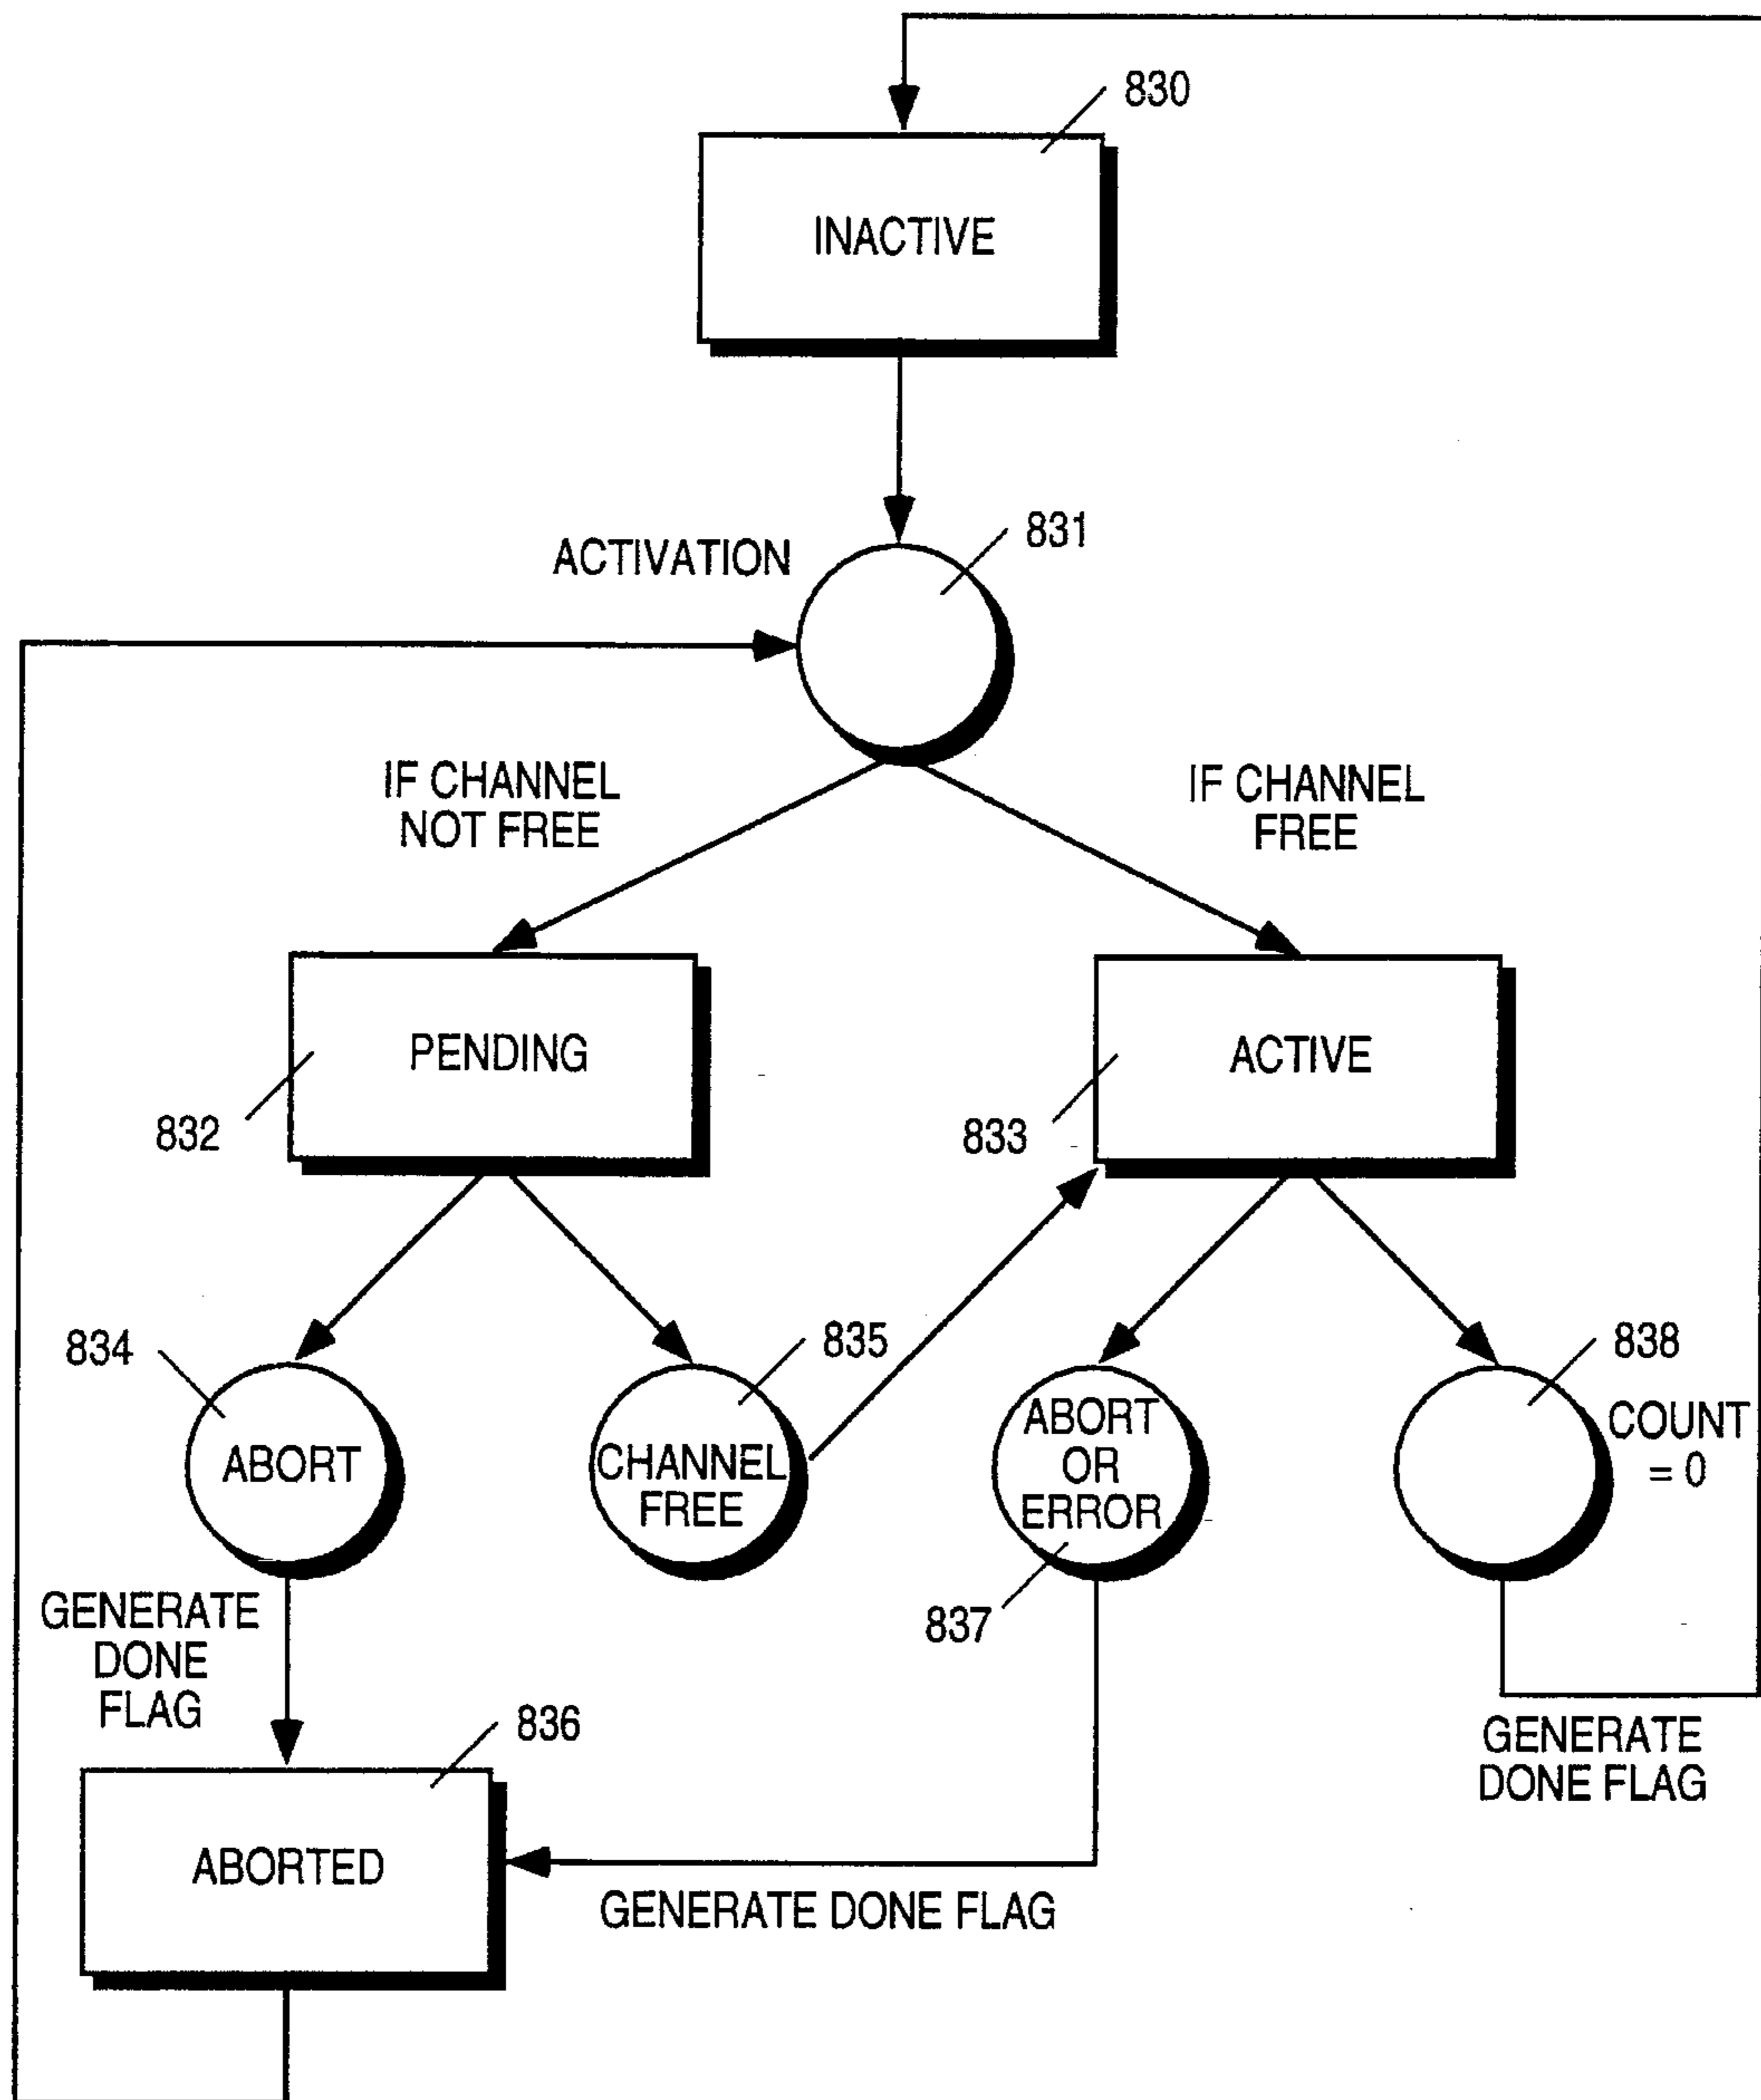 830
INACTIVE
ACTIVATION
831
IF CHANNEL
NOT FREE
IF CHANNEL
FREE
PENDING
832
ACTIVE
833
834
ABORT
835
CHANNEL
FREE
ABORT
OR
ERROR
837
838
COUNT
= 0
GENERATE
DONE
FLAG
836
ABORTED
GENERATE DONE FLAG
GENERATE
DONE FLAG